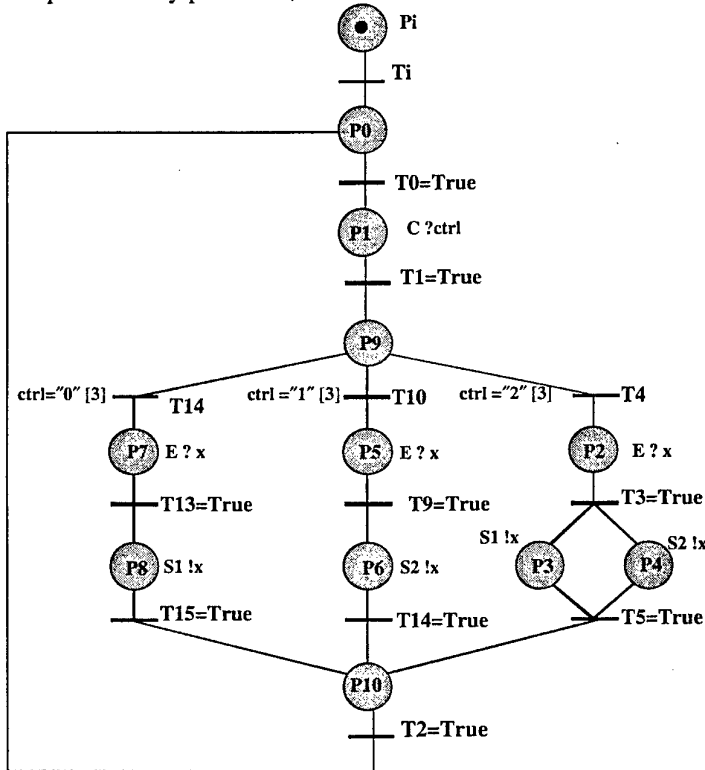 Pi
Ti
P0
T0=True
P1 C ?ctrl
T1=True
P9
ctrl="0" [3] T14 ctrl ="1" [3] T10 ctrl ="2" [3] T4
P7 E ? x P5 E ? x P2 E ? x
T13=True T9=True T3=True
P8 S1 !x P6 S2 !x S1 !x P3 P4 S2 !x
T15=True T14=True T5=True
P10
T2=True